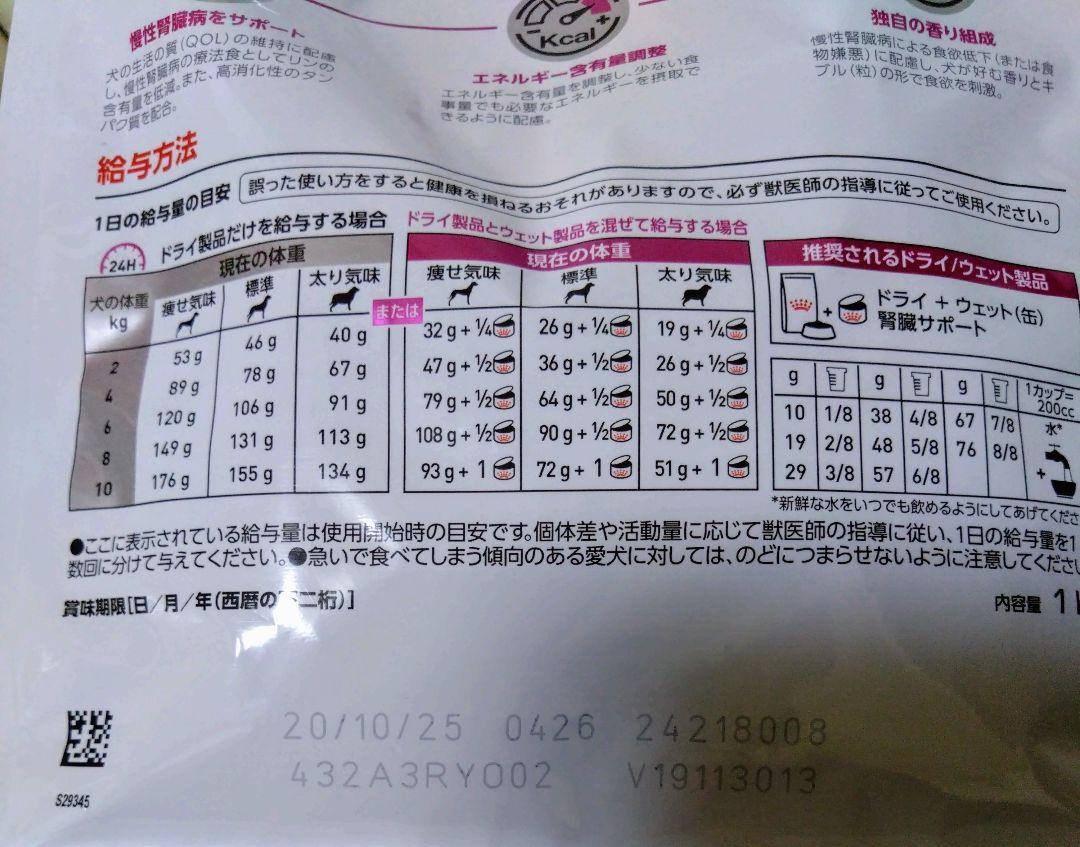 慢性腎臓病をサポート
犬の生活の質(QOL)の維持に配慮
し、慢性腎臓病の療法食としてリンの
含有量を低減。また、高消化性のタン
パク質を配合。
Kcal
エネルギー含有量調整
エネルギー含有量を調整し、少ない食
事量でも必要なエネルギーを摂取で
きるように配慮。
独自の香り組成
慢性腎臓病による食欲低下(または食
物嫌悪)に配慮し、犬が好む香りとキ
ブル(粒)の形で食欲を刺激。
給与方法
1日の給与量の目安 誤った使い方をすると健康を損ねるおそれがありますので、必ず獣医師の指導に従ってご使用ください。
24H ドライ製品だけを給与する場合
犬の体重 kg 現在の体重
痩せ気味 標準 太り気味
2 53 g 46 g 40 g
4 89 g 78 g 67 g
6 120 g 106 g 91 g
8 149 g 131 g 113 g
10 176 g 155 g 134 g
または
ドライ製品とウェット製品を混ぜて給与する場合
現在の体重
痩せ気味 標準 太り気味
32 g + ¼ 26 g + ¼ 19 g + ¼
47 g + ½ 36 g + ½ 26 g + ½
79 g + ½ 64 g + ½ 50 g + ½
108 g + ½ 90 g + ½ 72 g + ½
93 g + 1 72 g + 1 51 g + 1
推奨されるドライ/ウェット製品
+ ドライ + ウェット(缶)
腎臓サポート
g g g 1カップ=
200cc
10 1/8 38 4/8 67 7/8 水*
19 2/8 48 5/8 76 8/8
29 3/8 57 6/8 +
*新鮮な水をいつでも飲めるようにしてあげてくださ
●ここに表示されている給与量は使用開始時の目安です。個体差や活動量に応じて獣医師の指導に従い、1日の給与量を1
数回に分けて与えてください。●急いで食べてしまう傾向のある愛犬に対しては、のどにつまらせないように注意してくださ
賞味期限[日/月/年(西暦の下二桁)]
内容量 1
20/10/25 0426 24218008
432A3RY002 V19113013
S29345